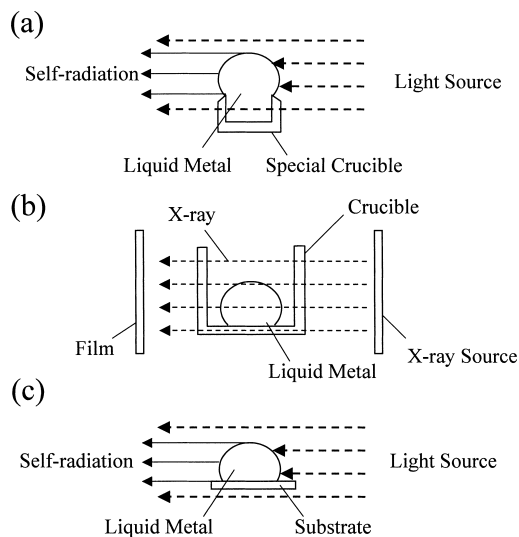 (a)
Self-radiation
Light Source
Liquid Metal
Special Crucible
(b)
X-ray
Crucible
Film
Liquid Metal
X-ray Source
(c)
Self-radiation
Light Source
Liquid Metal
Substrate